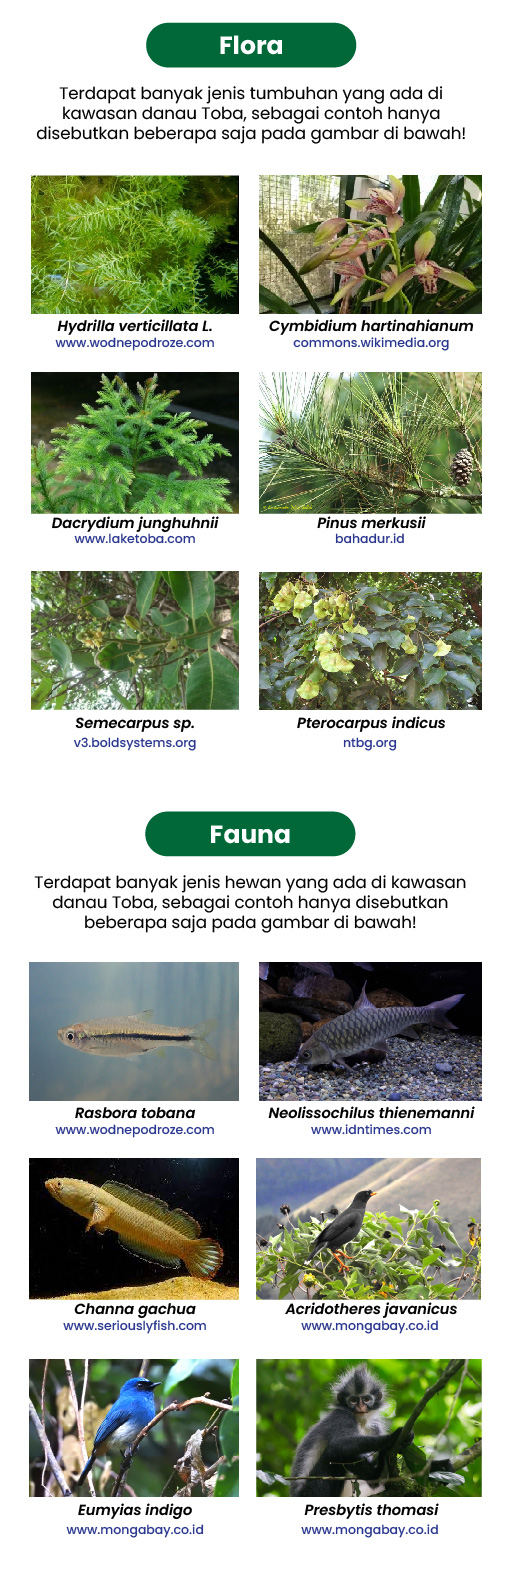 Flora
Terdapat banyak jenis tumbuhan yang ada di
kawasan danau Toba, sebagai contoh hanya
disebutkan beberapa saja pada gambar di bawah!
Hydrilla verticillata L.
www.wodnepodroze.com
Cymbidium hartinahianum
commons.wikimedia.org
Dacrydium junghuhnii
www.laketoba.com
Pinus merkusii
bahadur.id
Semecarpus sp.
v3.boldsystems.org
Pterocarpus indicus
ntbg.org
Fauna
Terdapat banyak jenis hewan yang ada di kawasan
danau Toba, sebagai contoh hanya disebutkan
beberapa saja pada gambar di bawah!
Rasbora tobana
www.wodnepodroze.com
Neolissochilus thienemanni
www.idntimes.com
Channa gachua
www.seriouslyfish.com
Acridotheres javanicus
www.mongabay.co.id
Eumyias indigo
www.mongabay.co.id
Presbytis thomasi
www.mongabay.co.id